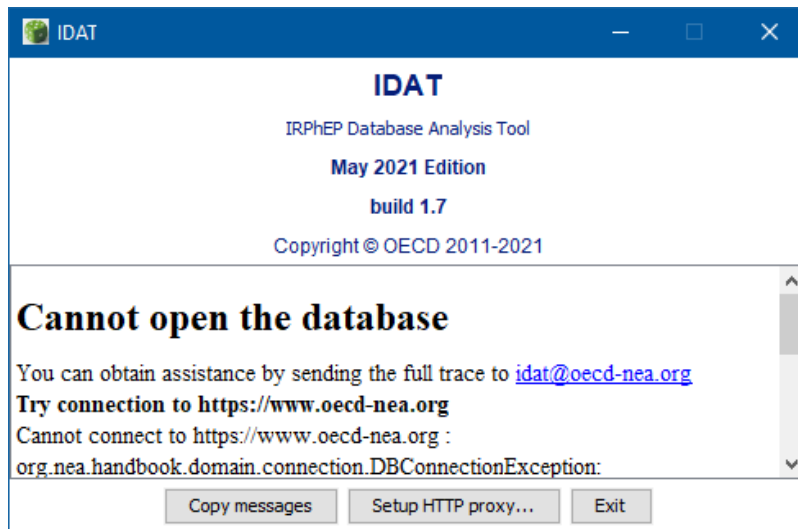 IDAT
IDAT
IRPhEP Database Analysis Tool
May 2021 Edition
build 1.7
Copyright © OECD 2011-2021
Cannot open the database
You can obtain assistance by sending the full trace to idat@oecd-nea.org
Try connection to https://www.oecd-nea.org
Cannot connect to https://www.oecd-nea.org :
org.nea.handbook.domain.connection.DBConnectionException:
Copy messages Setup HTTP proxy... Exit